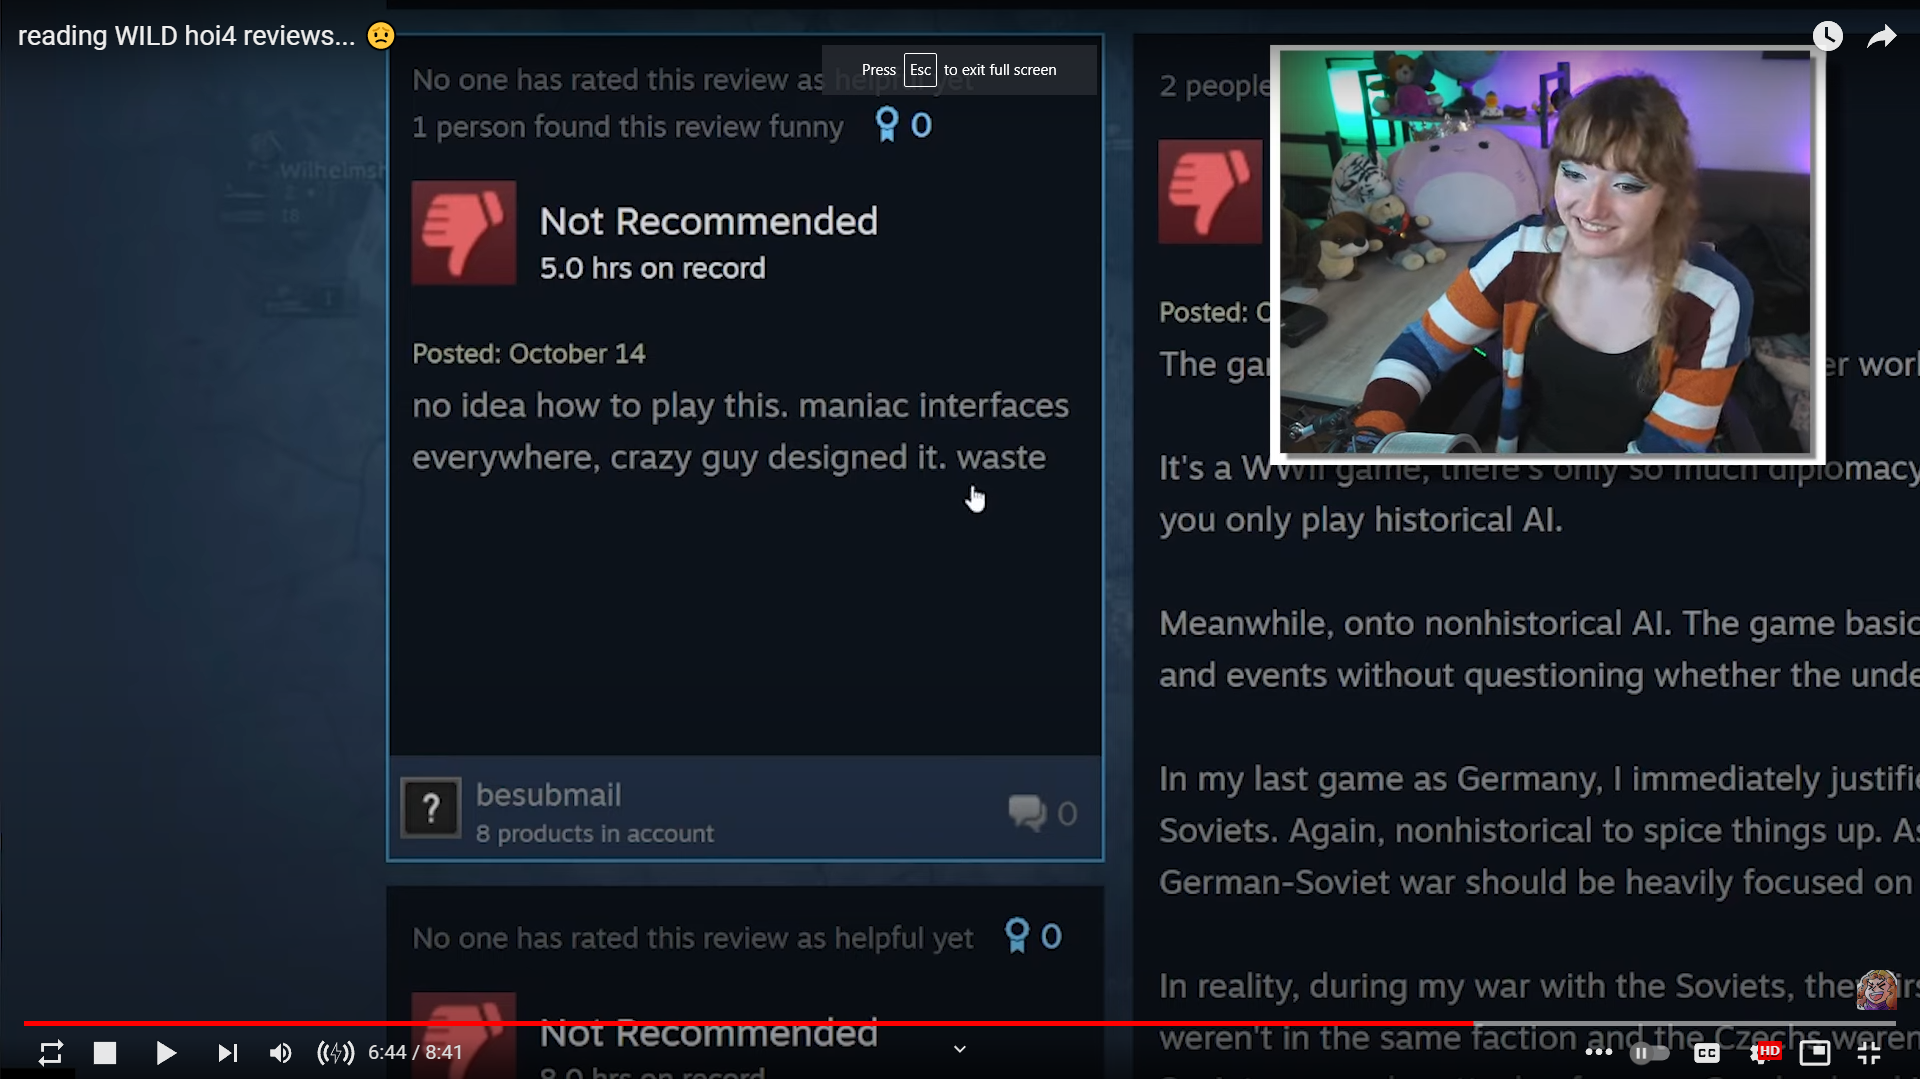 reading WILD hoi4 reviews...
Press Esc to exit full screen
No one has rated this review as helpful yet
1 person found this review funny 0
Not Recommended
5.0 hrs on record
Posted: October 14
no idea how to play this. maniac interfaces
everywhere, crazy guy designed it. waste
besubmail
8 products in account
0
No one has rated this review as helpful yet 0
Not Recommended
8.0 hrs on record
2 people
Posted: O
The ga
er worl
It's a WWII game, there's only so much diplomacy
you only play historical AI.
Meanwhile, onto nonhistorical AI. The game basic
and events without questioning whether the unde
In my last game as Germany, I immediately justifie
Soviets. Again, nonhistorical to spice things up. As
German-Soviet war should be heavily focused on
In reality, during my war with the Soviets, the
weren't in the same faction and the Czechs weren
Wilhelmsh
18
6:44 / 8:41
CC
HD